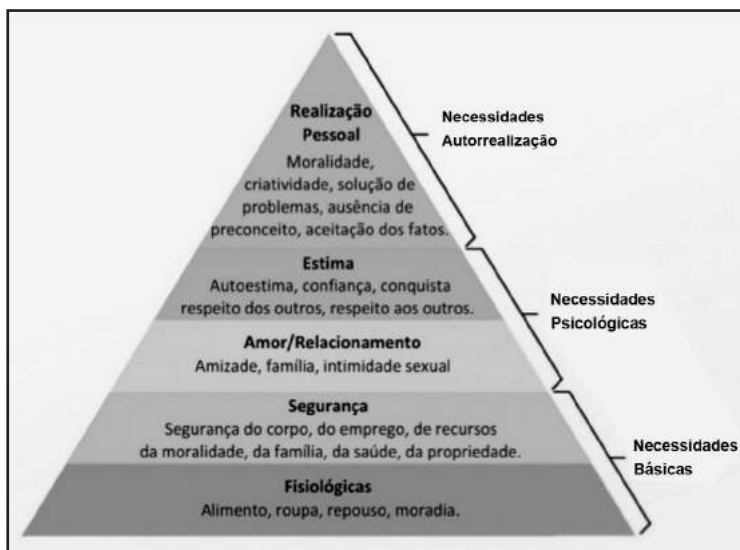 Realização
Pessoal
Moralidade,
criatividade, solução de
problemas, ausência de
preconceito, aceitação dos fatos.
Necessidades
Autorrealização
Estima
Autoestima, confiança, conquista
respeito dos outros, respeito aos outros.
Necessidades
Psicológicas
Amor/Relacionamento
Amizade, família, intimidade sexual
Segurança
Segurança do corpo, do emprego, de recursos
da moralidade, da família, da saúde, da propriedade.
Necessidades
Básicas
Fisiológicas
Alimento, roupa, repouso, moradia.